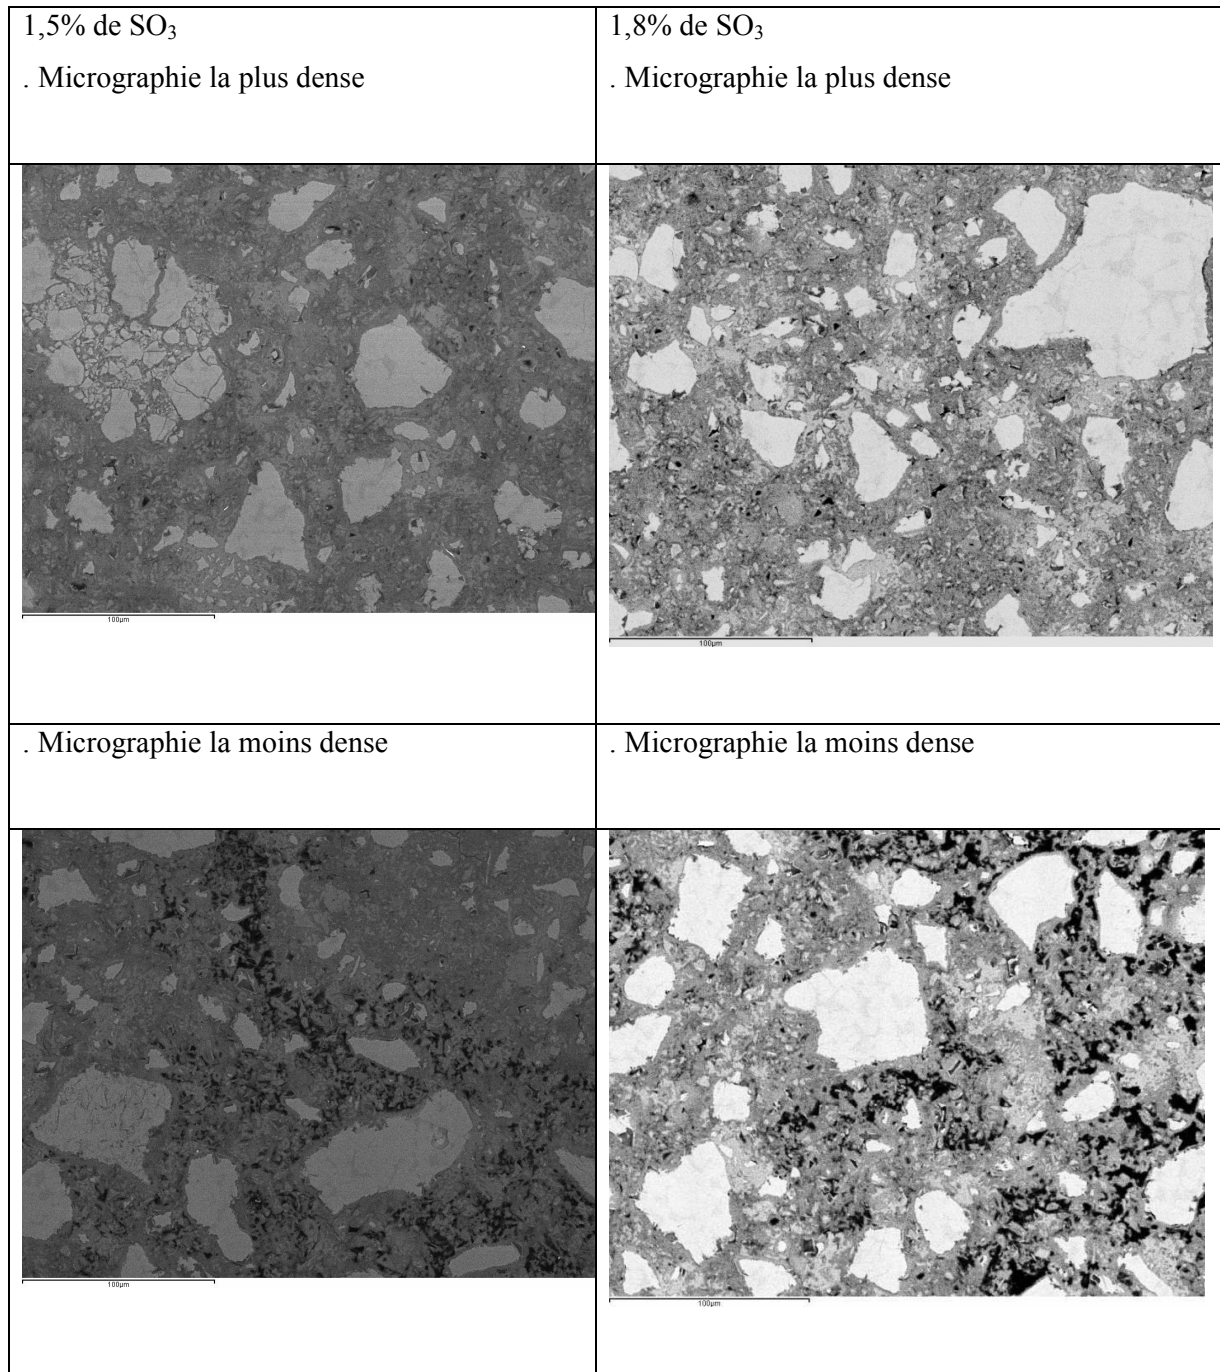 1,5% de SO₃
. Micrographie la plus dense
1,8% de SO₃
. Micrographie la plus dense
100µm
100µm
. Micrographie la moins dense
. Micrographie la moins dense
100µm
100µm